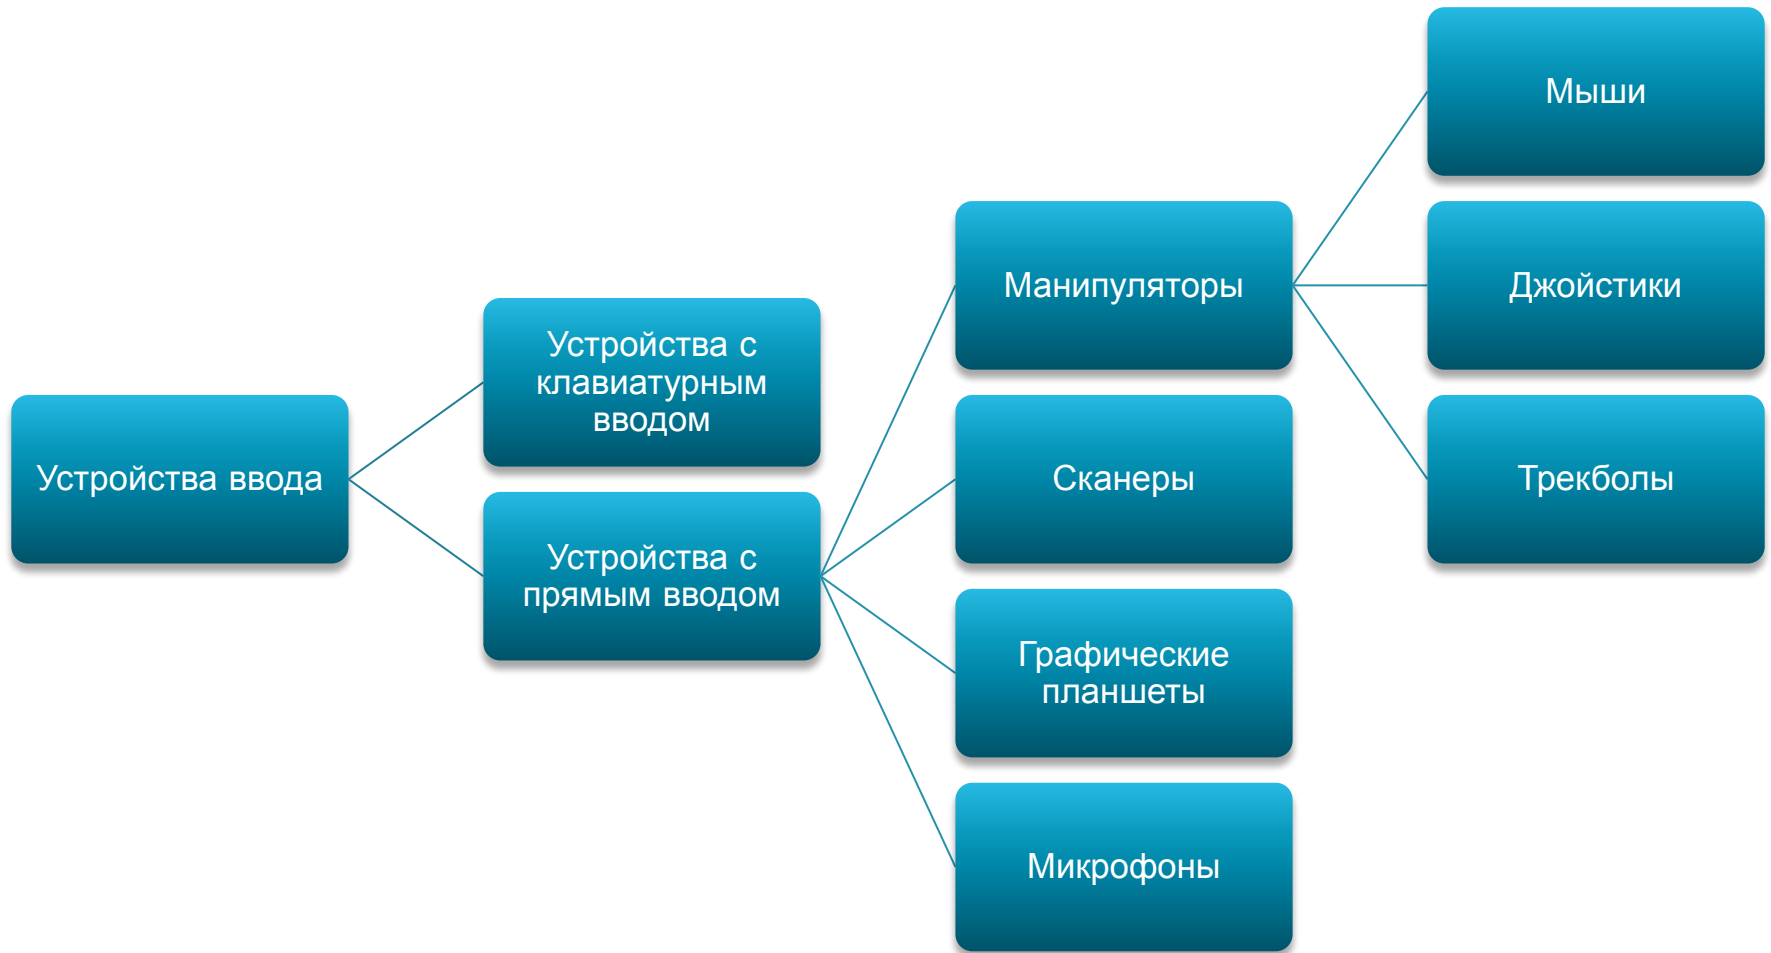 Устройства ввода
Устройства с
клавиатурным
вводом
Устройства с
прямым вводом
Манипуляторы
Сканеры
Графические
планшеты
Микрофоны
Мыши
Джойстики
Трекболы